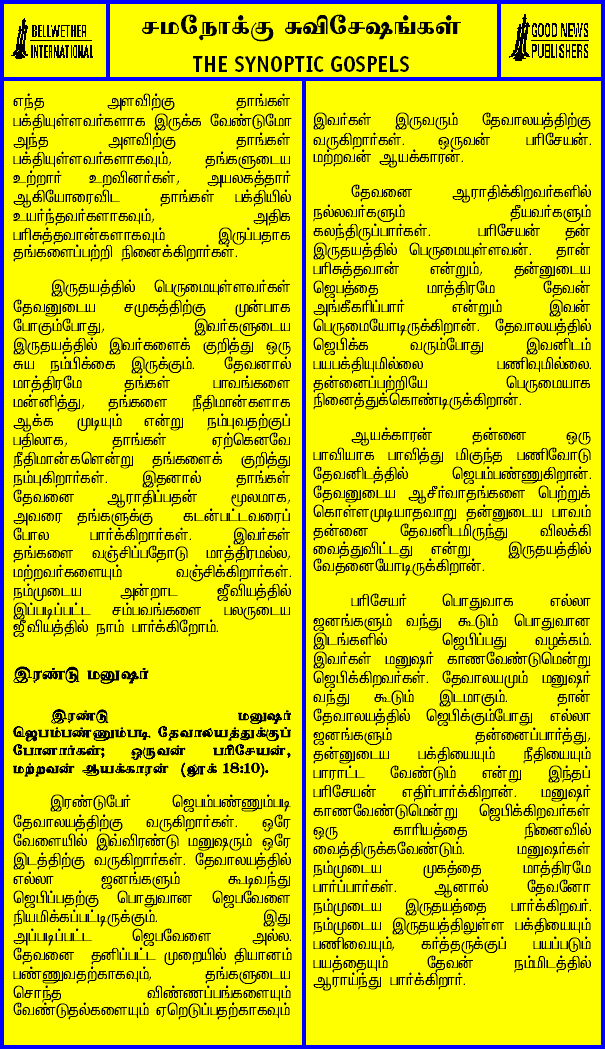 BELLWETHER
INTERNATIONAL
சமநோக்கு சுவிசேஷங்கள்
THE SYNOPTIC GOSPELS
GOOD NEWS
PUBLISHERS
எந்த அளவிற்கு தாங்கள்
பக்தியுள்ளவர்களாக இருக்க வேண்டுமோ
அந்த அளவிற்கு தாங்கள்
பக்தியுள்ளவர்களாகவும், தங்களுடைய
உற்றார் உறவினர்கள், அயலகத்தார்
ஆகியோரைவிட தாங்கள் பக்தியில்
உயர்ந்தவர்களாகவும், அதிக
பரிசுத்தவான்களாகவும் இருப்பதாக
தங்களைப்பற்றி நினைக்கிறார்கள்.
இருதயத்தில் பெருமையுள்ளவர்கள்
தேவனுடைய சமுகத்திற்கு முன்பாக
போகும்போது, இவர்களுடைய
இருதயத்தில் இவர்களைக் குறித்து ஒரு
சுய நம்பிக்கை இருக்கும். தேவனால்
மாத்திரமே தங்கள் பாவங்களை
மன்னித்து, தங்களை நீதிமான்களாக
ஆக்க முடியும் என்று நம்புவதற்குப்
பதிலாக, தாங்கள் ஏற்கெனவே
நீதிமான்களென்று தங்களைக் குறித்து
நம்புகிறார்கள். இதனால் தாங்கள்
தேவனை ஆராதிப்பதன் மூலமாக,
அவரை தங்களுக்கு கடன்பட்டவரைப்
போல பார்க்கிறார்கள். இவர்கள்
தங்களை வஞ்சிப்பதோடு மாத்திரமல்ல,
மற்றவர்களையும் வஞ்சிக்கிறார்கள்.
நம்முடைய அன்றாட ஜீவியத்தில்
இப்படிப்பட்ட சம்பவங்களை பலருடைய
ஜீவியத்தில் நாம் பார்க்கிறோம்.
இரண்டு மனுஷர்
இரண்டு மனுஷர்
ஜெபம்பண்ணும்படி தேவாலயத்துக்குப்
போனார்கள்; ஒருவன் பரிசேயன்,
மற்றவன் ஆயக்காரன் (லூக் 18:10).
இரண்டுபேர் ஜெபம்பண்ணும்படி
தேவாலயத்திற்கு வருகிறார்கள். ஒரே
வேளையில் இவ்விரண்டு மனுஷரும் ஒரே
இடத்திற்கு வருகிறார்கள். தேவாலயத்தில்
எல்லா ஜனங்களும் கூடிவந்து
ஜெபிப்பதற்கு பொதுவான ஜெபவேளை
நியமிக்கப்பட்டிருக்கும். இது
அப்படிப்பட்ட ஜெபவேளை அல்ல.
தேவனை தனிப்பட்ட முறையில் தியானம்
பண்ணுவதற்காகவும், தங்களுடைய
சொந்த விண்ணப்பங்களையும்
வேண்டுதல்களையும் ஏறெடுப்பதற்காகவும்
இவர்கள் இருவரும் தேவாலயத்திற்கு
வருகிறார்கள். ஒருவன் பரிசேயன்.
மற்றவன் ஆயக்காரன்.
தேவனை ஆராதிக்கிறவர்களில்
நல்லவர்களும் தீயவர்களும்
கலந்திருப்பார்கள். பரிசேயன் தன்
இருதயத்தில் பெருமையுள்ளவன். தான்
பரிசுத்தவான் என்றும், தன்னுடைய
ஜெபத்தை மாத்திரமே தேவன்
அங்கீகரிப்பார் என்றும் இவன்
பெருமையோடிருக்கிறான். தேவாலயத்தில்
ஜெபிக்க வரும்போது இவனிடம்
பயபக்தியுமில்லை பணிவுமில்லை.
தன்னைப்பற்றியே பெருமையாக
நினைத்துக்கொண்டிருக்கிறான்.
ஆயக்காரன் தன்னை ஒரு
பாவியாக பாவித்து மிகுந்த பணிவோடு
தேவனிடத்தில் ஜெபம்பண்ணுகிறான்.
தேவனுடைய ஆசீர்வாதங்களை பெற்றுக்
கொள்ளமுடியாதவாறு தன்னுடைய பாவம்
தன்னை தேவனிடமிருந்து விலக்கி
வைத்துவிட்டது என்று இருதயத்தில்
வேதனையோடிருக்கிறான்.
பரிசேயர் பொதுவாக எல்லா
ஜனங்களும் வந்து கூடும் பொதுவான
இடங்களில் ஜெபிப்பது வழக்கம்.
இவர்கள் மனுஷர் காணவேண்டுமென்று
ஜெபிக்கிறவர்கள். தேவாலயமும் மனுஷர்
வந்து கூடும் இடமாகும். தான்
தேவாலயத்தில் ஜெபிக்கும்போது எல்லா
ஜனங்களும் தன்னைப்பார்த்து,
தன்னுடைய பக்தியையும் நீதியையும்
பாராட்ட வேண்டும் என்று இந்தப்
பரிசேயன் எதிர்பார்க்கிறான். மனுஷர்
காணவேண்டுமென்று ஜெபிக்கிறவர்கள்
ஒரு காரியத்தை நினைவில்
வைத்திருக்கவேண்டும். மனுஷர்கள்
நம்முடைய முகத்தை மாத்திரமே
பார்ப்பார்கள். ஆனால் தேவனோ
நம்முடைய இருதயத்தை பார்க்கிறவர்.
நம்முடைய இருதயத்திலுள்ள பக்தியையும்
பணிவையும், கர்த்தருக்குப் பயப்படும்
பயத்தையும் தேவன் நம்மிடத்தில்
ஆராய்ந்து பார்க்கிறார்.